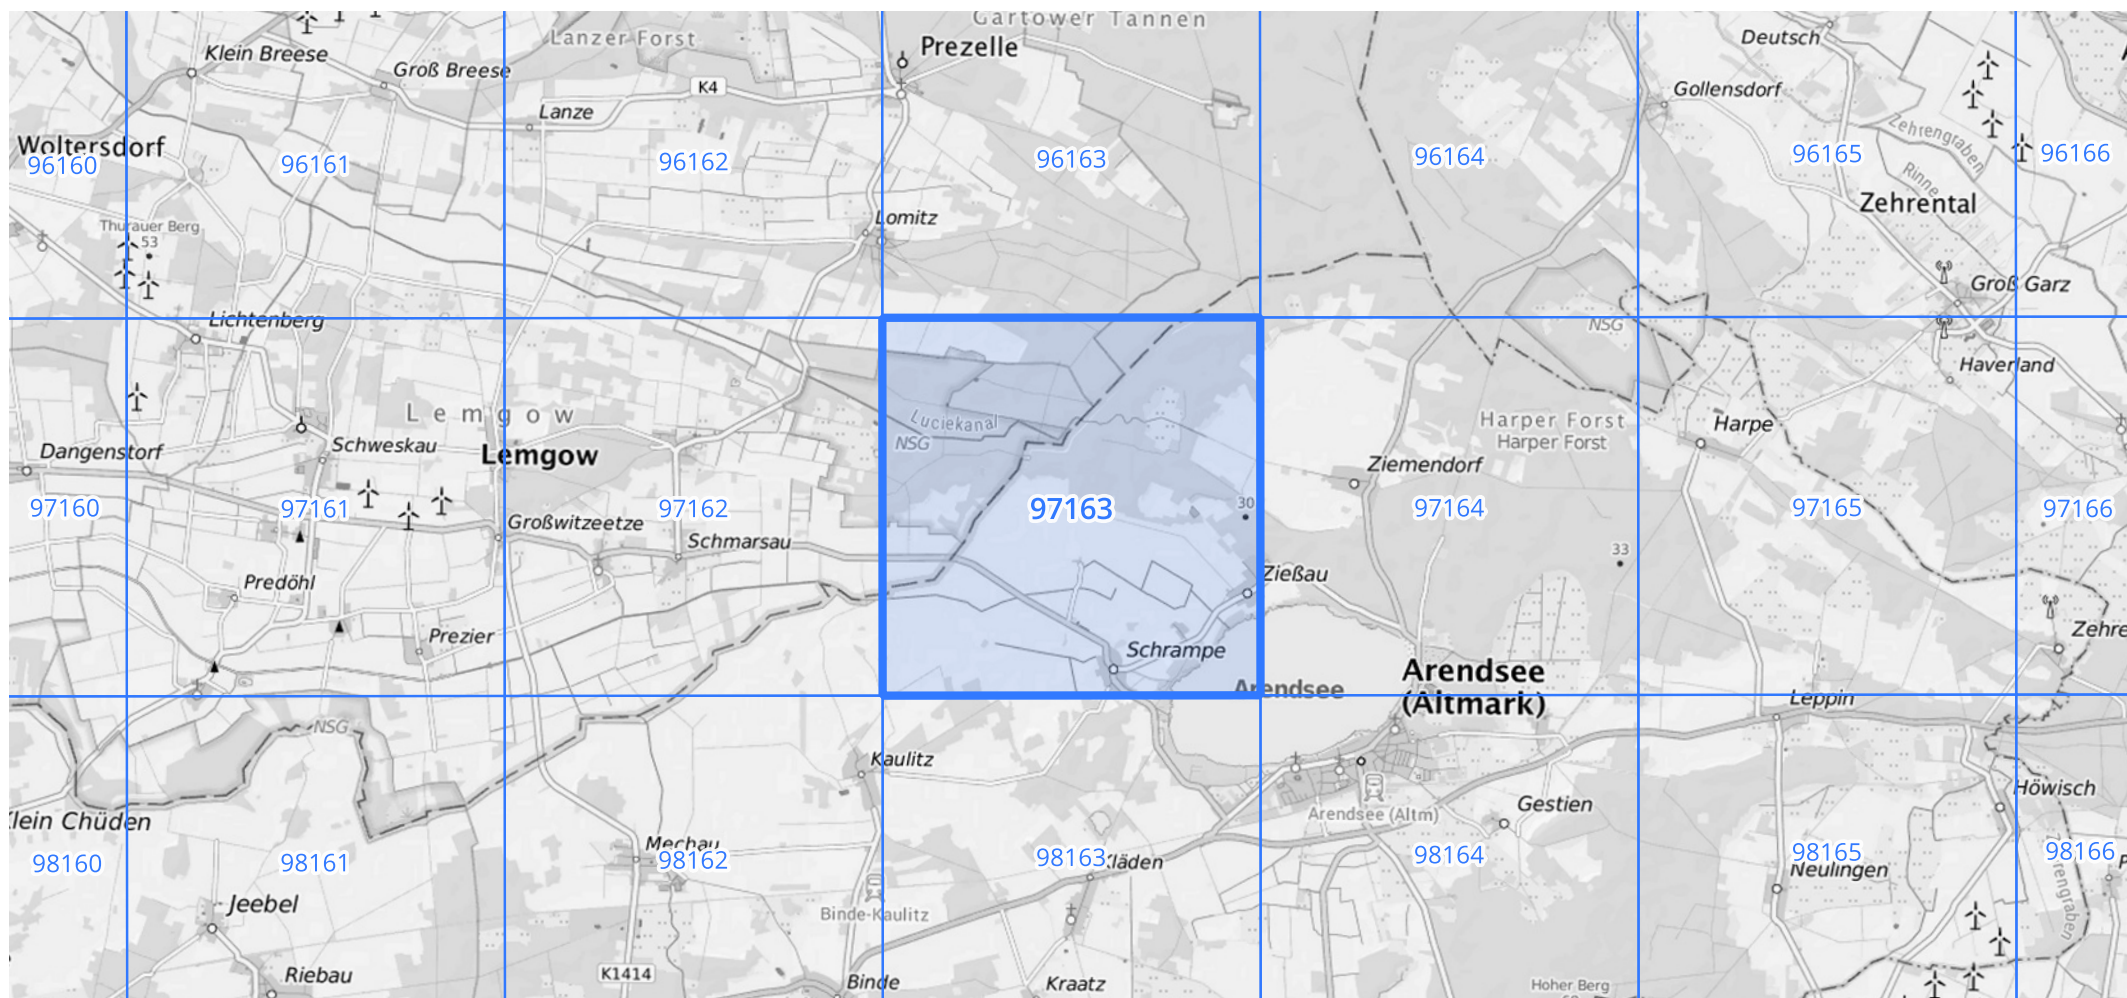 Gartower Tannen
Lanzer Forst
Klein Breese
Groß Breese
Prezelle
Deutsch
K4
Lanze
Gollensdorf
Zehrengraben
Woltersdorf
96160
96161
96162
96163
96164
96165
96166
Rinne
Zehrental
Thurauer Berg
53
Lomitz
Groß Garz
Lichtenberg
NSG
Haverland
Lemgow
Luciekanal
NSG
Harper Forst
Harper Forst
Harpe
Dangenstorf
Schweskau
Lemgow
Ziemendorf
97160
97161
97162
97163
97164
97165
97166
30
Großwitzeetze
Schmarsau
33
Predöhl
Zießau
Prezier
Schrampe
Zehre
Arendsee
Arendsee
(Altmark)
Leppin
NSG
Kaulitz
Höwisch
Klein Chüden
Gestien
Arendsee (Altm)
Mechau
98160
98161
98162
98163
98164
98165
98166
Kläden
Neulingen
Zehrengraben
Jeebel
Binde-Kaulitz
Riebau
K1414
Binde
Kraatz
Hoher Berg